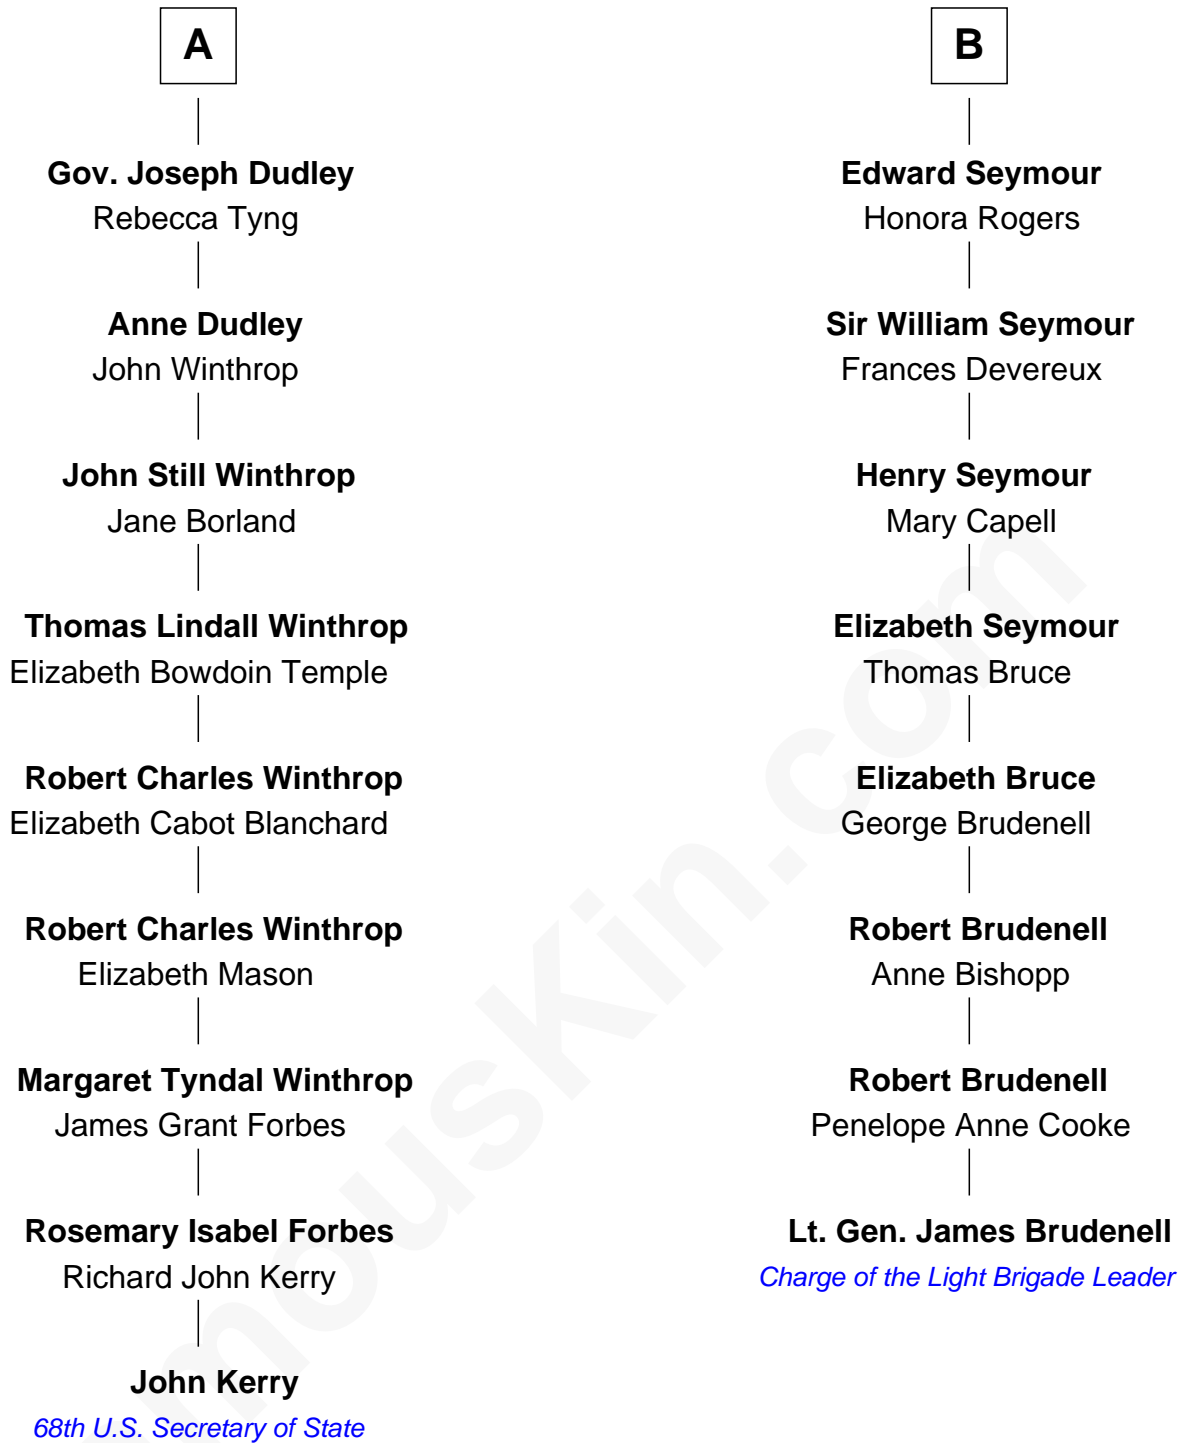 A
Gov. Joseph Dudley
Rebecca Tyng
Anne Dudley
John Winthrop
John Still Winthrop
Jane Borland
Thomas Lindall Winthrop
Elizabeth Bowdoin Temple
Robert Charles Winthrop
Elizabeth Cabot Blanchard
Robert Charles Winthrop
Elizabeth Mason
Margaret Tyndal Winthrop
James Grant Forbes
Rosemary Isabel Forbes
Richard John Kerry
John Kerry
68th U.S. Secretary of State
B
Edward Seymour
Honora Rogers
Sir William Seymour
Frances Devereux
Henry Seymour
Mary Capell
Elizabeth Seymour
Thomas Bruce
Elizabeth Bruce
George Brudenell
Robert Brudenell
Anne Bishopp
Robert Brudenell
Penelope Anne Cooke
Lt. Gen. James Brudenell
Charge of the Light Brigade Leader
mouskin.com